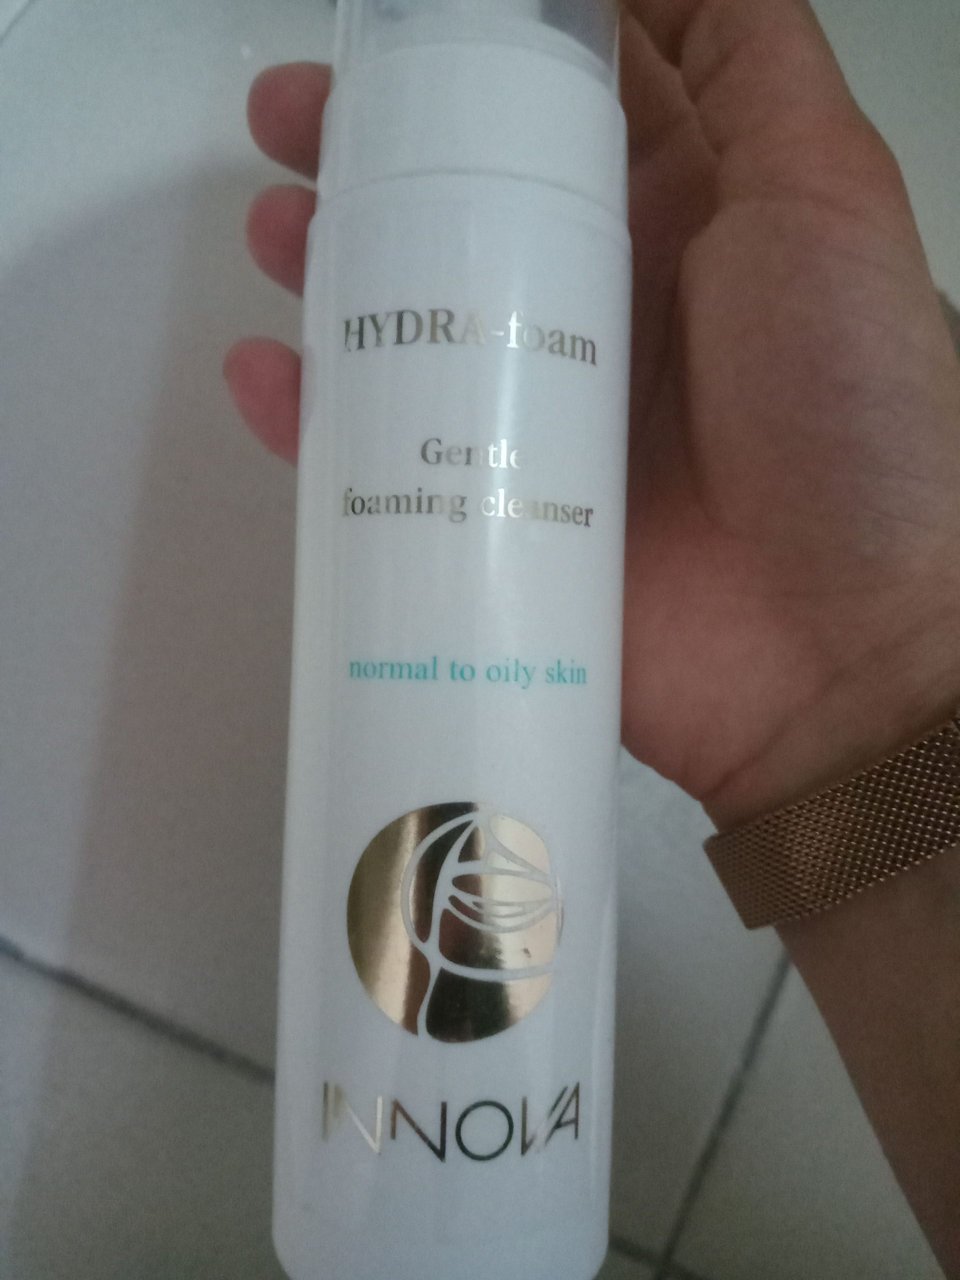 HYDRA-foam
Gentle
foaming cleanser
normal to oily skin
INNOVA